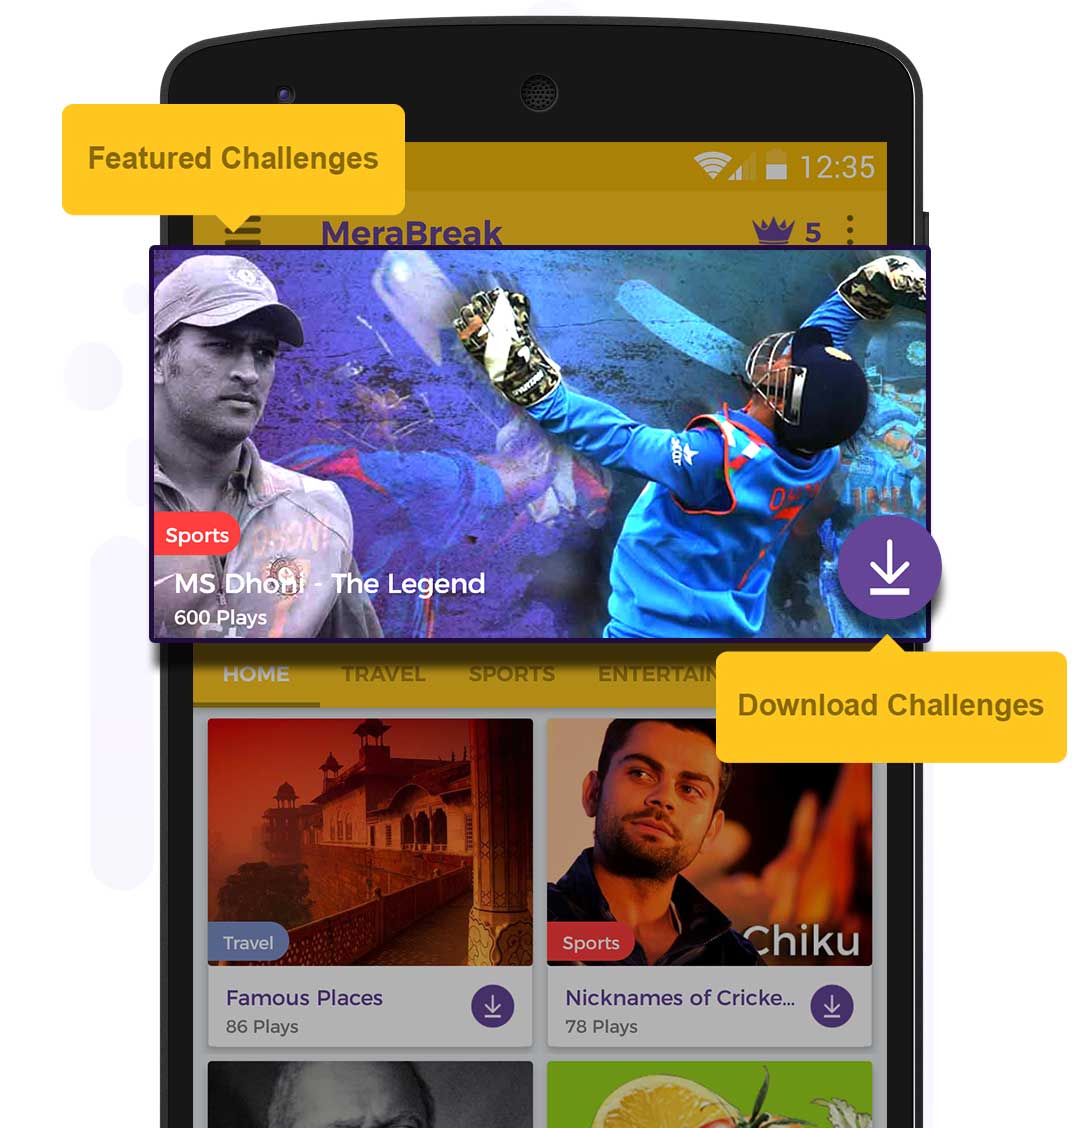 Featured Challenges
12:35
MeraBreak
5
Sports
MS Dhoni - The Legend
600 Plays
HOME
TRAVEL
SPORTS
ENTERTAIN
Download Challenges
Chiku
Travel
Sports
Famous Places
86 Plays
Nicknames of Cricke...
78 Plays